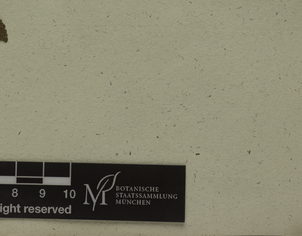 8 9 10
ight reserved
M
BOTANISCHE
STAATSSAMMLUNG
MÜNCHEN